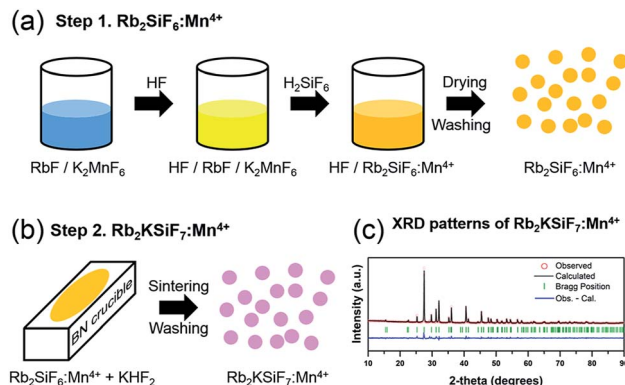 (a) Step 1. Rb₂SiF₆:Mn⁴⁺
HF
H₂SiF₆
Drying
Washing
RbF / K₂MnF₆
HF / RbF / K₂MnF₆
HF / Rb₂SiF₆:Mn⁴⁺
Rb₂SiF₆:Mn⁴⁺
(b) Step 2. Rb₂KSiF₇:Mn⁴⁺
BN crucible
Sintering
Washing
Rb₂SiF₆:Mn⁴⁺ + KHF₂
Rb₂KSiF₇:Mn⁴⁺
(c) XRD patterns of Rb₂KSiF₇:Mn⁴⁺
Intensity (a.u.)
Observed
Calculated
Bragg Position
Obs. - Cal.
10 20 30 40 50 60 70 80 90
2-theta (degrees)